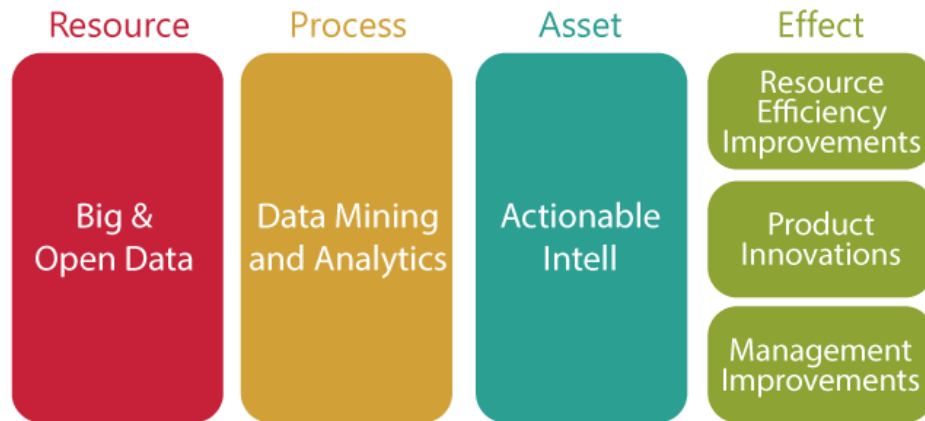 Resource
Process
Asset
Effect
Big &
Open Data
Data Mining
and Analytics
Actionable
Intell
Resource
Efficiency
Improvements
Product
Innovations
Management
Improvements